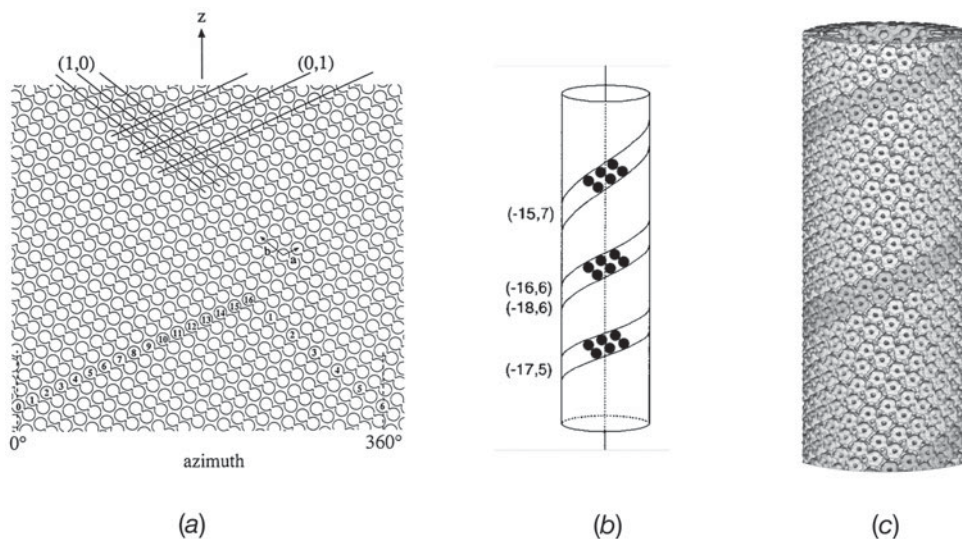 z
(1,0)
(0,1)
b
a
0 1 2 3 4 5 6 7 8 9 10 11 12 13 14 15 16
1 2 3 4 5 6
0°
360°
azimuth
(-15,7)
(-16,6)
(-18,6)
(-17,5)
(a)
(b)
(c)